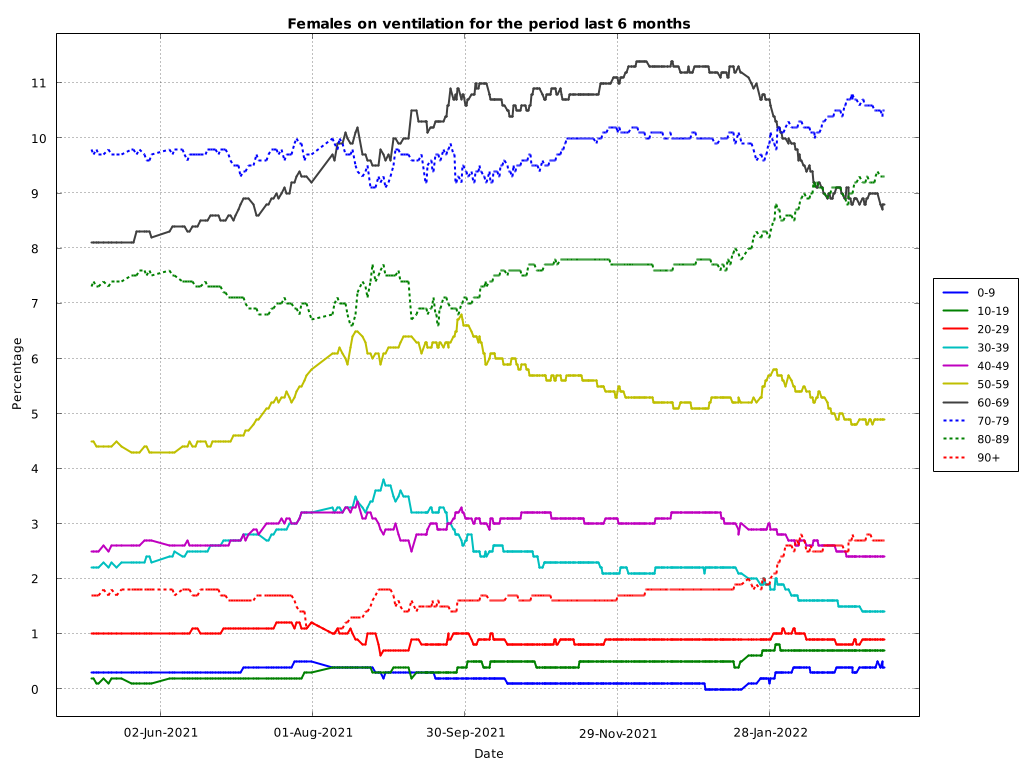 Females on ventilation for the period last 6 months
11
10
9
8
7
6
5
4
3
2
1
0
Percentage
02-Jun-2021
01-Aug-2021
30-Sep-2021
29-Nov-2021
28-Jan-2022
Date
0-9
10-19
20-29
30-39
40-49
50-59
60-69
70-79
80-89
90+